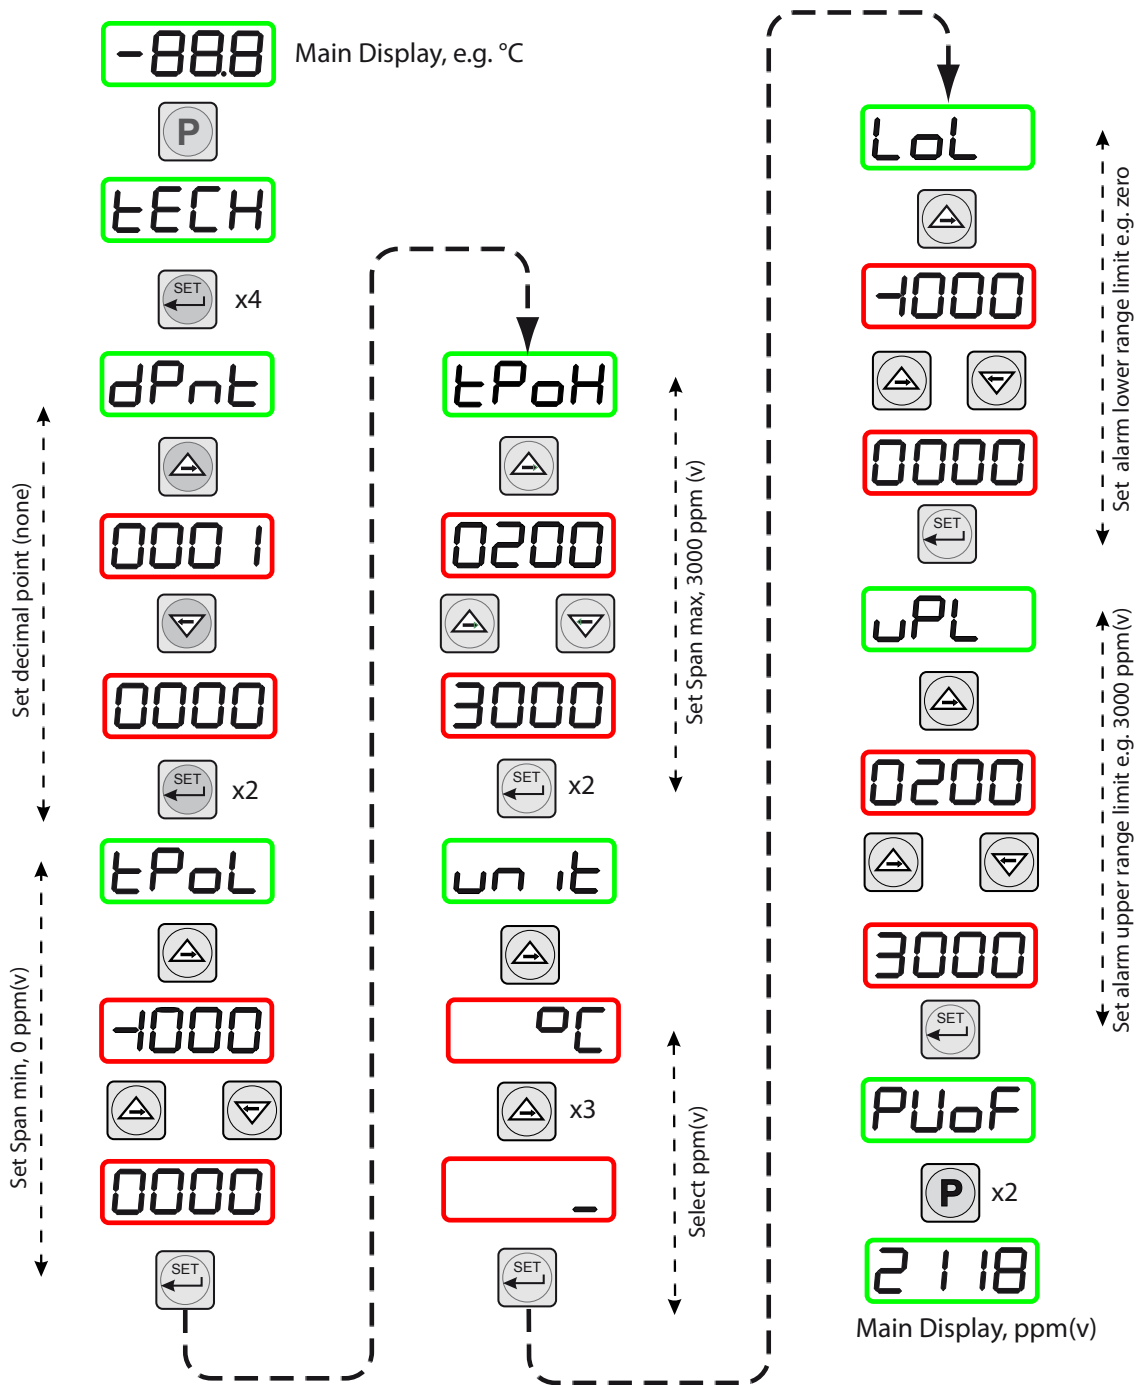 -88.8
Main Display, e.g. °C
P
tECH
SET
x4
dPnt
0001
0000
SET
x2
Set decimal point (none)
tPoL
-1000
0000
SET
Set Span min, 0 ppm(v)
tPoH
0200
3000
SET
x2
Set Span max, 3000 ppm (v)
unit
°C
x3
_
SET
Select ppm(v)
LoL
-1000
0000
SET
Set alarm lower range limit e.g. zero
uPL
0200
3000
SET
Set alarm upper range limit e.g. 3000 ppm(v)
PUoF
P
x2
2118
Main Display, ppm(v)